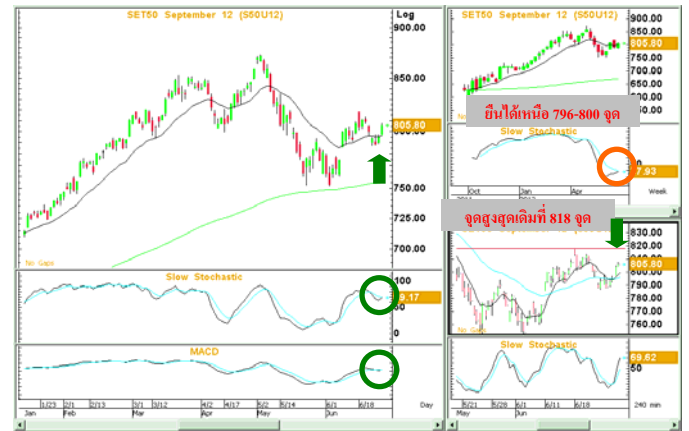 SET50 September 12 (S50U12)
Log
900.00
850.00
805.80
750.00
725.00
700.00
No Gaps
Slow Stochastic
100
9.17
50
0
MACD
1/23 2/1 2/13 3/1 3/12 4/2 4/17 5/2 5/14 6/1 6/18
Jan Feb Mar Apr May Jun
Day
SET50 September 12 (S50U12)
900.00
850.00
805.80
750.00
700.00
ยืนได้เหนือ 796-800 จุด
Slow Stochastic
7.93
Oct Jan Apr
Week
จุดสูงสุดเดิมที่ 818 จุด
830.00
820.00
805.80
800.00
790.00
780.00
770.00
760.00
Slow Stochastic
69.62
50
5/21 5/28 6/1 6/11 6/18
May Jun
240 min